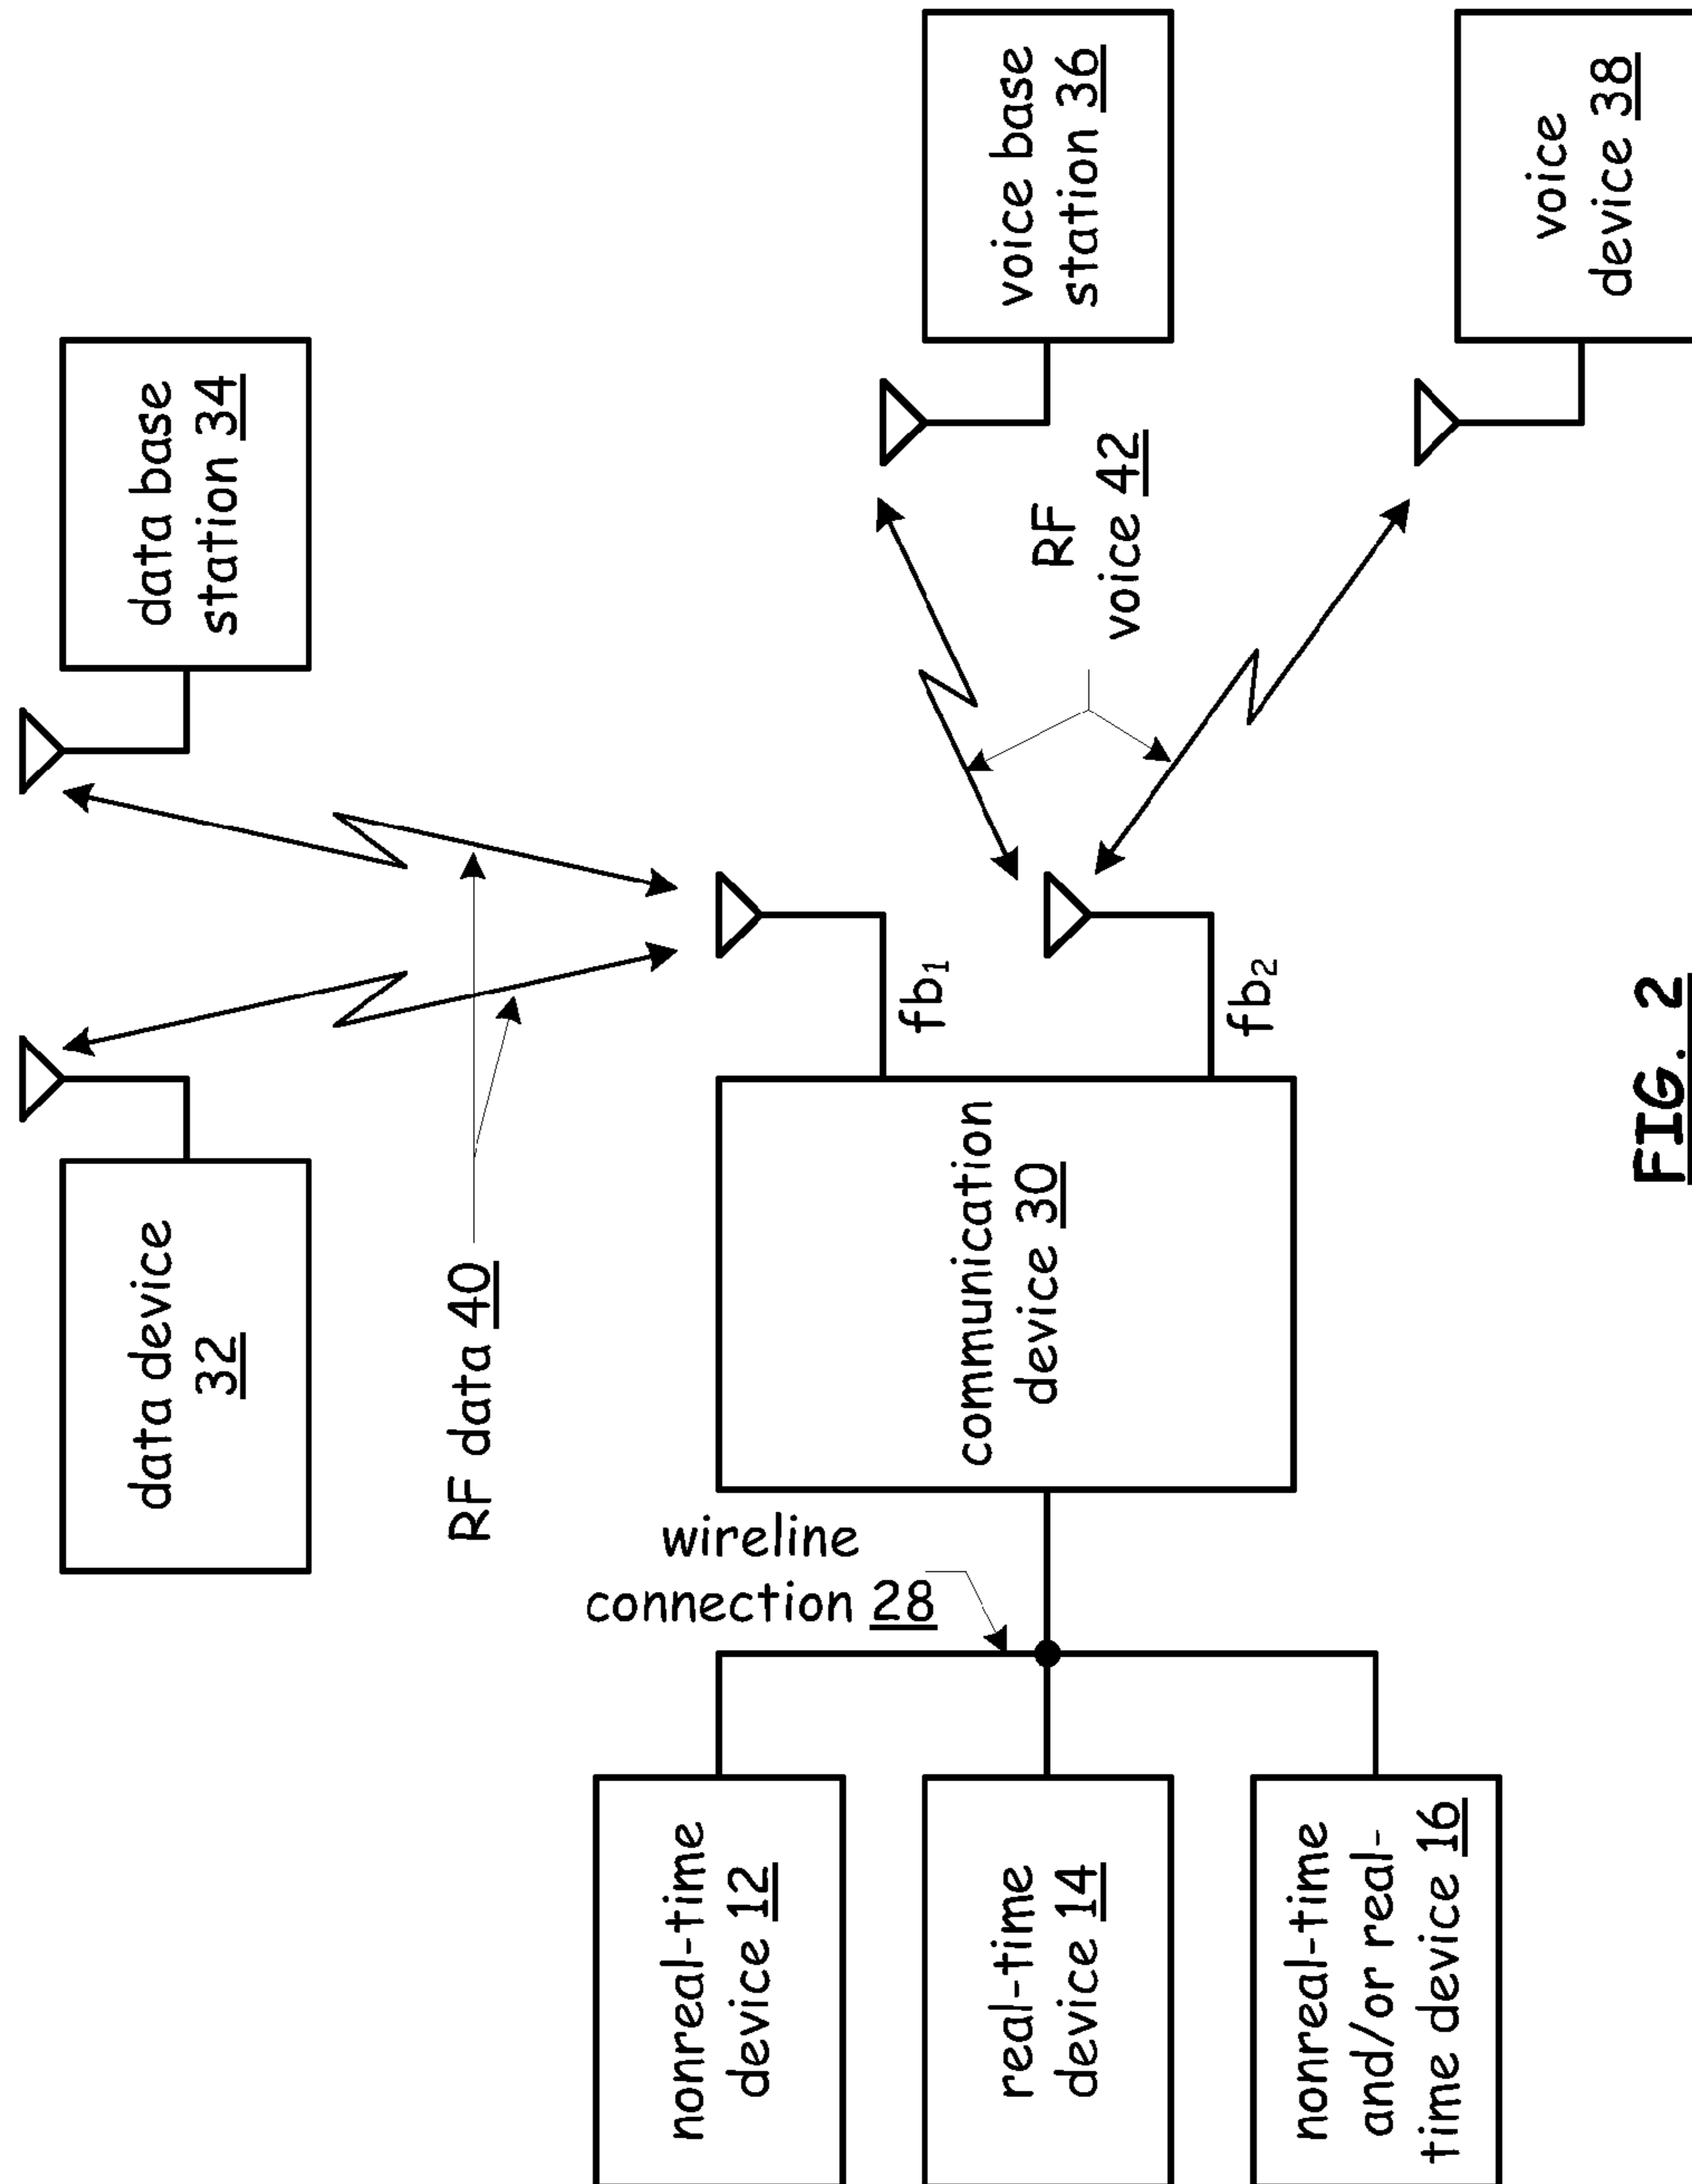 data device
32
data base
station 34
RF data 40
wireline
connection 28
nonreal-time
device 12
real-time
device 14
nonreal-time
and/or real-
time device 16
communication
device 30
fb₁
fb₂
RF
voice 42
voice base
station 36
voice
device 38
FIG. 2